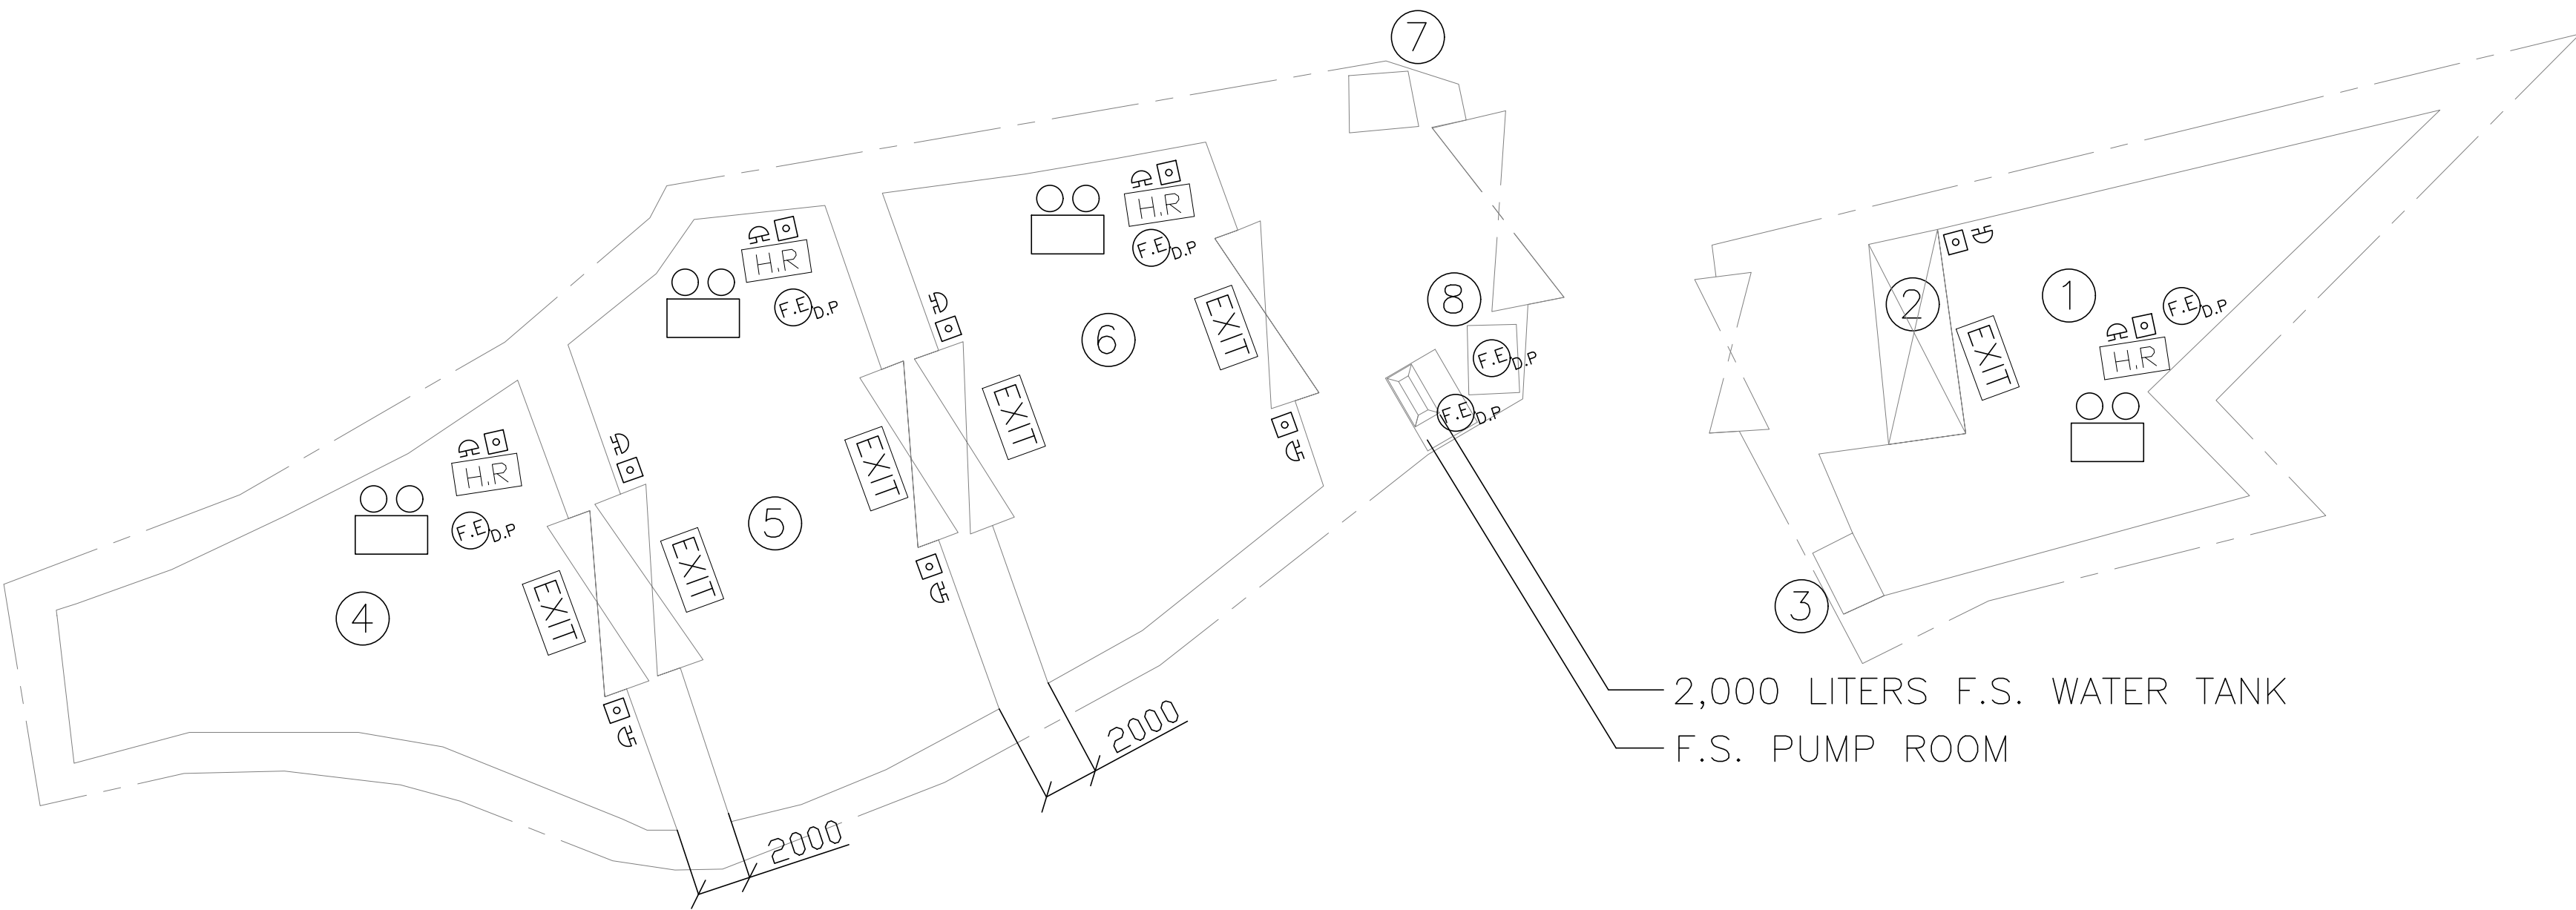 7
H.R
F.E
D.P
H.R
F.E
D.P
8
2
1
F.E
D.P
EXIT
6
EXIT
F.E
D.P
EXIT
H.R
F.E
D.P
EXIT
H.R
F.E
D.P
EXIT
5
EXIT
4
EXIT
3
2,000 LITERS F.S. WATER TANK
F.S. PUMP ROOM
2000
2000